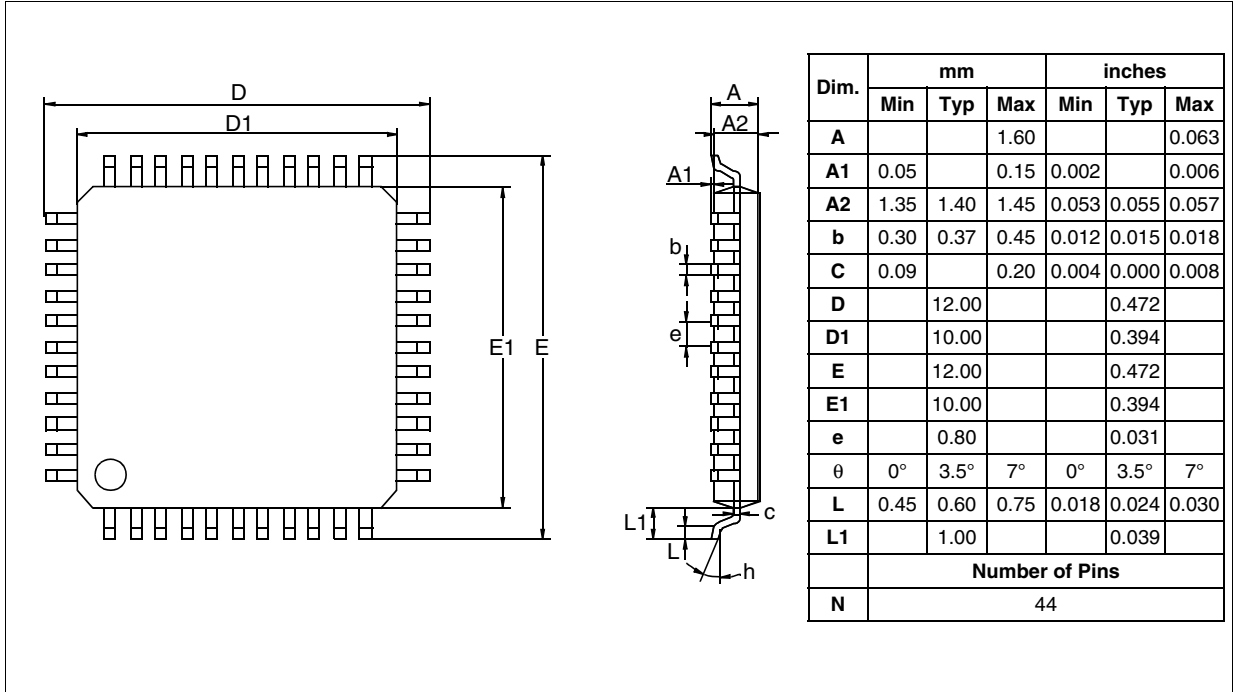 D
D1
E1
E
A
A2
A1
b
e
c
L1
L
h
Dim. mm inches
Min Typ Max Min Typ Max
A 1.60 0.063
A1 0.05 0.15 0.002 0.006
A2 1.35 1.40 1.45 0.053 0.055 0.057
b 0.30 0.37 0.45 0.012 0.015 0.018
C 0.09 0.20 0.004 0.000 0.008
D 12.00 0.472
D1 10.00 0.394
E 12.00 0.472
E1 10.00 0.394
e 0.80 0.031
θ 0° 3.5° 7° 0° 3.5° 7°
L 0.45 0.60 0.75 0.018 0.024 0.030
L1 1.00 0.039
Number of Pins
N 44